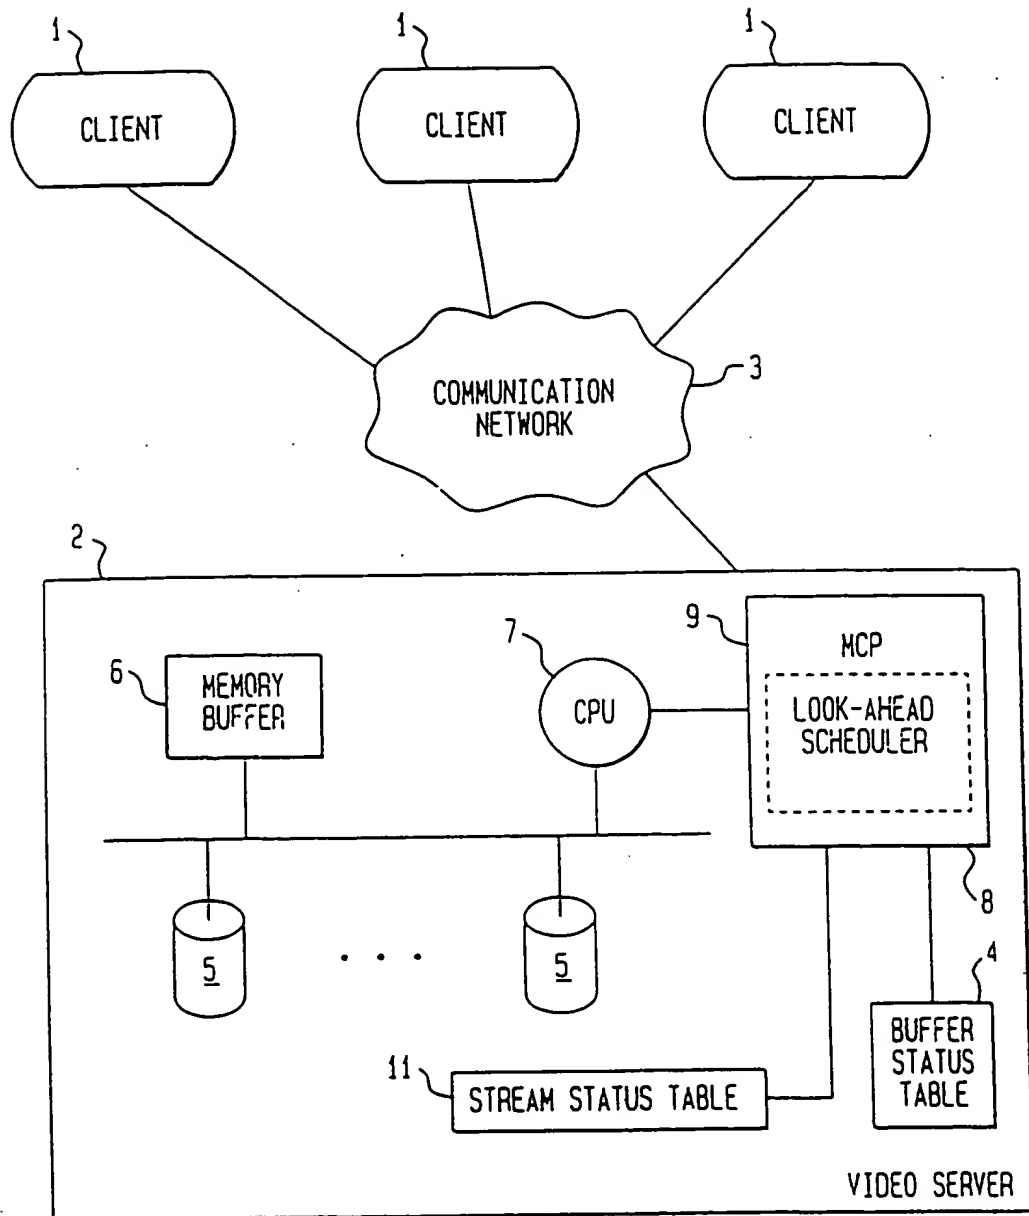 1
1
1
CLIENT
CLIENT
CLIENT
COMMUNICATION
NETWORK
3
2
6
MEMORY
BUFFER
7
CPU
9
MCP
LOOK-AHEAD
SCHEDULER
8
5
. . .
5
4
BUFFER
STATUS
TABLE
11
STREAM STATUS TABLE
VIDEO SERVER